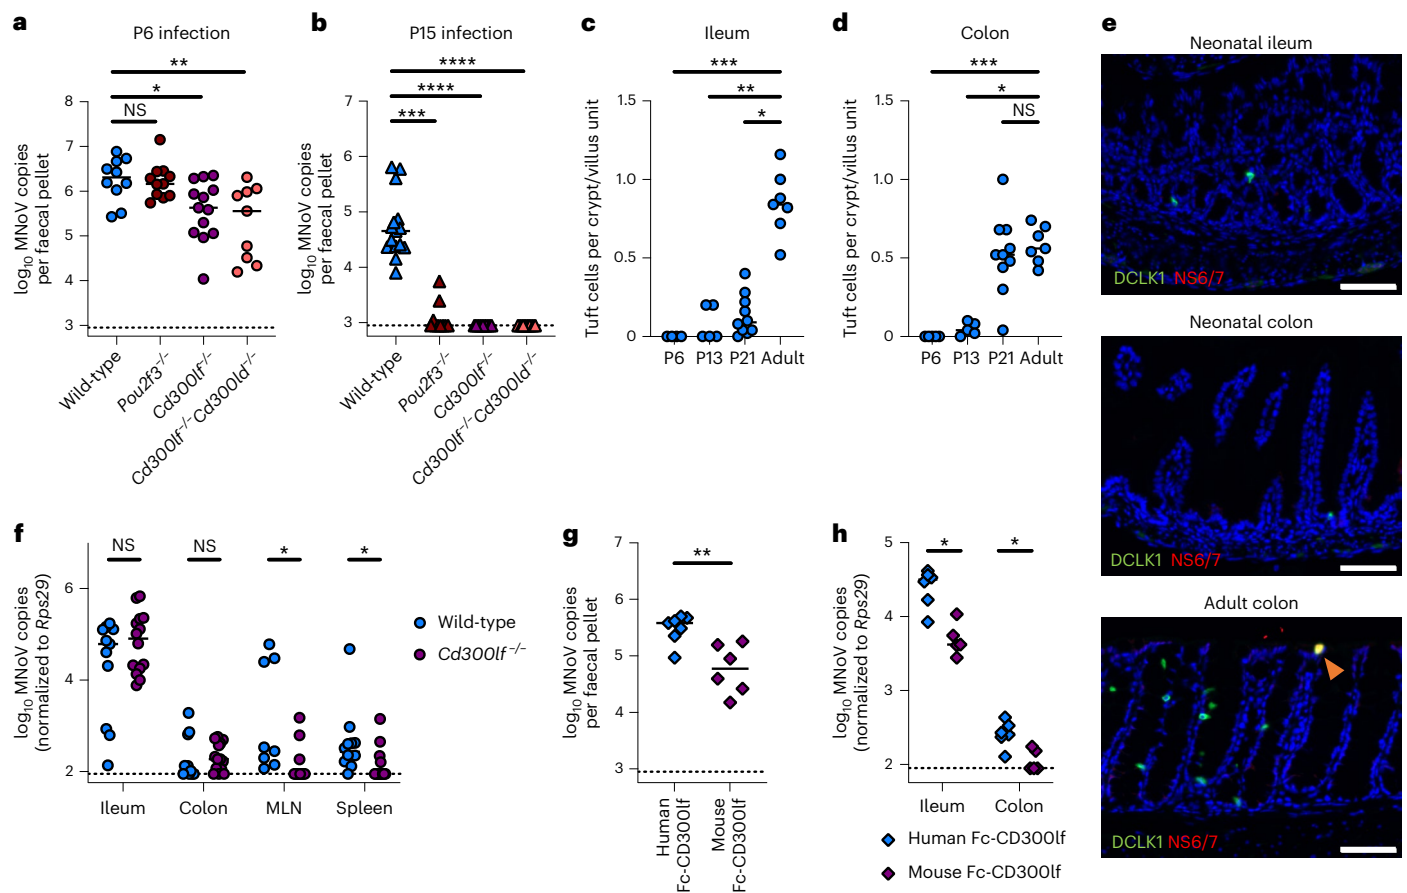 a
P6 infection
**
*
NS
log10 MNoV copies
per faecal pellet
8
7
6
5
4
3
Wild-type
Pou2f3−/−
Cd300lf−/−
Cd300lf−/−Cd300ld−/−
b
P15 infection
****
****
***
log10 MNoV copies
per faecal pellet
7
6
5
4
3
Wild-type
Pou2f3−/−
Cd300lf−/−
Cd300lf−/−Cd300ld−/−
c
Ileum
***
**
*
Tuft cells per crypt/villus unit
1.5
1.0
0.5
0
P6 P13 P21 Adult
d
Colon
***
*
NS
Tuft cells per crypt/villus unit
1.5
1.0
0.5
0
P6 P13 P21 Adult
e
Neonatal ileum
DCLK1 NS6/7
Neonatal colon
DCLK1 NS6/7
Adult colon
DCLK1 NS6/7
f
NS NS * *
log10 MNoV copies
(normalized to Rps29)
6
4
2
Ileum Colon MLN Spleen
Wild-type
Cd300lf−/−
g
**
log10 MNoV copies
per faecal pellet
7
6
5
4
3
Human
Fc-CD300lf
Mouse
Fc-CD300lf
h
* *
log10 MNoV copies
(normalized to Rps29)
5
4
3
2
Ileum Colon
Human Fc-CD300lf
Mouse Fc-CD300lf